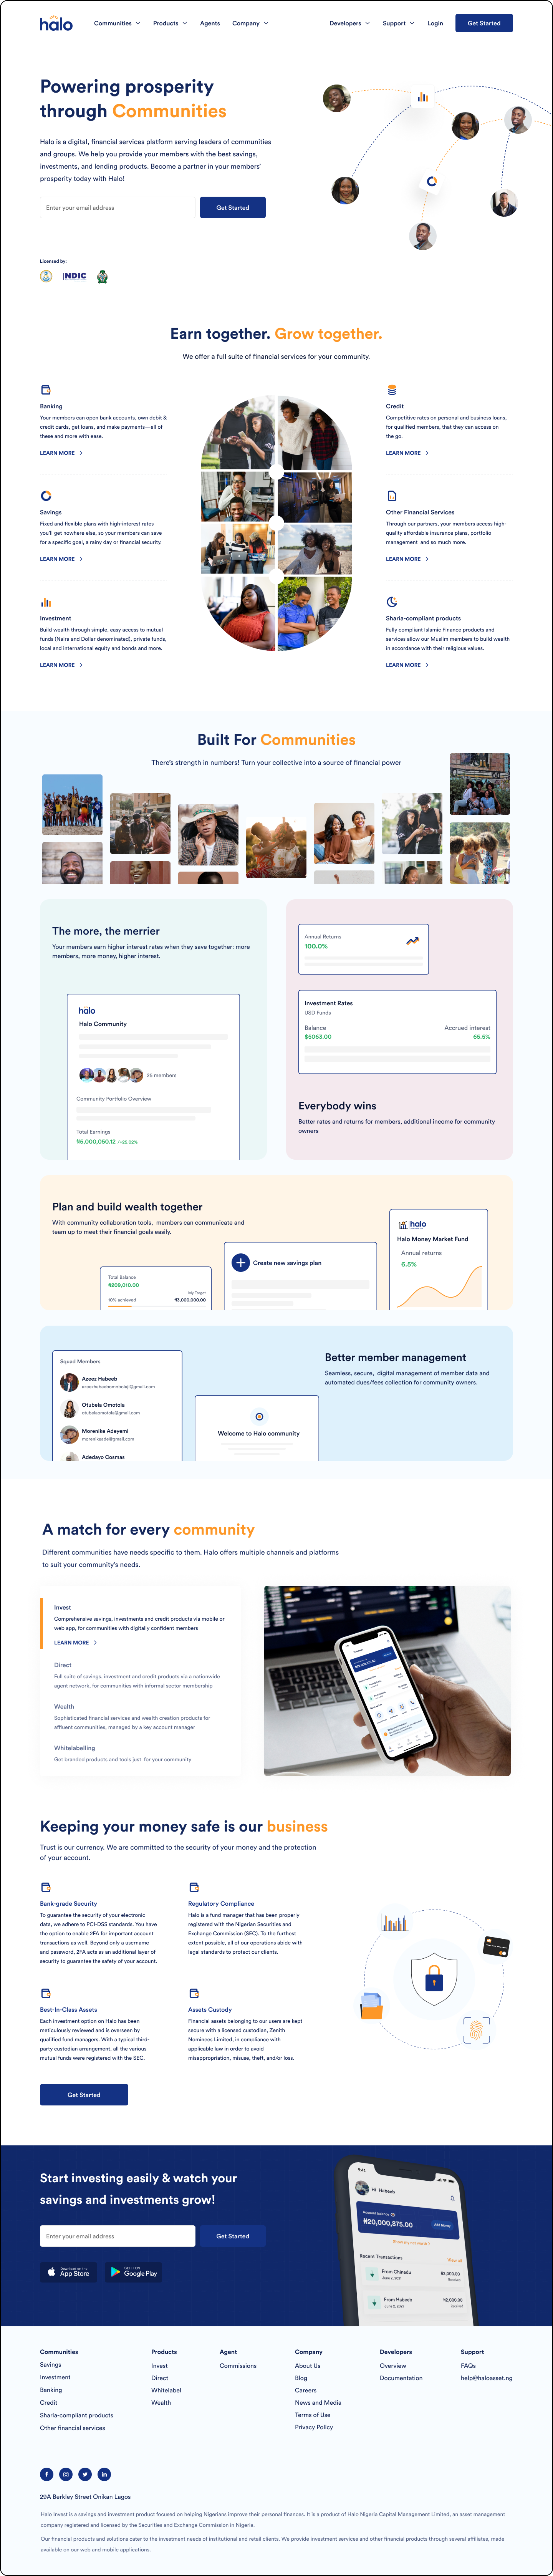 halo
Communities
Products
Agents
Company
Developers
Support
Login
Get Started
Powering prosperity
through Communities
Halo is a digital, financial services platform serving leaders of communities
and groups. We help you provide your members with the best savings,
investments, and lending products. Become a partner in your members'
prosperity today with Halo!
Enter your email address
Get Started
Licensed by:
NDIC
Earn together. Grow together.
We offer a full suite of financial services for your community.
Banking
Your members can open bank accounts, own debit &
credit cards, get loans, and make payments—all of
these and more with ease.
LEARN MORE
Savings
Fixed and flexible plans with high-interest rates
you'll get nowhere else, so your members can save
for a specific goal, a rainy day or financial security.
LEARN MORE
Investment
Build wealth through simple, easy access to mutual
funds (Naira and Dollar denominated), private funds,
local and international equity and bonds and more.
LEARN MORE
Credit
Competitive rates on personal and business loans,
for qualified members, that they can access on
the go.
LEARN MORE
Other Financial Services
Through our partners, your members access high-
quality affordable insurance plans, portfolio
management and so much more.
LEARN MORE
Sharia-compliant products
Fully compliant Islamic Finance products and
services allow our Muslim members to build wealth
in accordance with their religious values.
LEARN MORE
Built For Communities
There's strength in numbers! Turn your collective into a source of financial power
The more, the merrier
Your members earn higher interest rates when they save together: more
members, more money, higher interest.
halo
Halo Community
26 members
Community Portfolio Overview
Total Earnings
₦5,000,050.12 /+25.02%
Annual Returns
100.0%
Investment Rates
USD Funds
Balance
Accrued interest
$5063.00
65.5%
Everybody wins
Better rates and returns for members, additional income for community
owners
Plan and build wealth together
With community collaboration tools, members can communicate and
team up to meet their financial goals easily.
Total Balance
₦209,010.00
My Target
10% achieved
₦3,000,000.00
Create new savings plan
halo
Halo Money Market Fund
Annual returns
6.5%
Squad Members
Azeez Habeeb
azeezhabeebomobolaji@gmail.com
Otubela Omotola
otubelaomotola@gmail.com
Morenike Adeyemi
morenikeade@gmail.com
Adedayo Cosmas
Welcome to Halo community
Better member management
Seamless, secure, digital management of member data and
automated dues/fees collection for community owners.
A match for every community
Different communities have needs specific to them. Halo offers multiple channels and platforms
to suit your community's needs.
Invest
Comprehensive savings, investments and credit products via mobile or
web app, for communities with digitally confident members
LEARN MORE
Direct
Full suite of savings, investment and credit products via a nationwide
agent network, for communities with informal sector membership
Wealth
Sophisticated financial services and wealth creation products for
affluent communities, managed by a key account manager
Whitelabelling
Get branded products and tools just for your community
Keeping your money safe is our business
Trust is our currency. We are committed to the security of your money and the protection
of your account.
Bank-grade Security
To guarantee the security of your electronic
data, we adhere to PCI-DSS standards. You have
the option to enable 2FA for important account
transactions as well. Beyond only a username
and password, 2FA acts as an additional layer of
security to guarantee the safety of your account.
Regulatory Compliance
Halo is a fund manager that has been properly
registered with the Nigerian Securities and
Exchange Commission (SEC). To the furthest
extent possible, all of our operations abide with
legal standards to protect our clients.
Best-In-Class Assets
Each investment option on Halo has been
meticulously reviewed and is overseen by
qualified fund managers. With a typical third-
party custodian arrangement, all the various
mutual funds were registered with the SEC.
Assets Custody
Financial assets belonging to our users are kept
secure with a licensed custodian, Zenith
Nominees Limited, in compliance with
applicable law in order to avoid
misappropriation, misuse, theft, and/or loss.
Get Started
Start investing easily & watch your
savings and investments grow!
Enter your email address
Get Started
Download on the
App Store
GET IT ON
Google Play
9:41
Hi, Habeeb
Account balance
₦20,000,875.00
Add Money
Recent Transactions
View all
From Chinedu
June 5, 2021
₦2,000.00
Received
From Habeeb
June 5, 2021
₦2,000.00
Received
Communities
Savings
Investment
Banking
Credit
Sharia-compliant products
Other financial services
Products
Invest
Direct
Whitelabel
Wealth
Agent
Commissions
Company
About Us
Blog
Careers
News and Media
Terms of Use
Privacy Policy
Developers
Overview
Documentation
Support
FAQs
help@haloasset.ng
29A Berkley Street Onikan Lagos
Halo Invest is a savings and investment product focused on helping Nigerians improve their personal finances. It is a product of Halo Nigeria Capital Management Limited, an asset
management company registered and licensed by the Securities and Exchange Commission in Nigeria.
Our financial products and solutions cater to the investment needs of institutional and retail clients. We provide investment services and other financial products through several affiliates, made
available on our web and mobile applications.